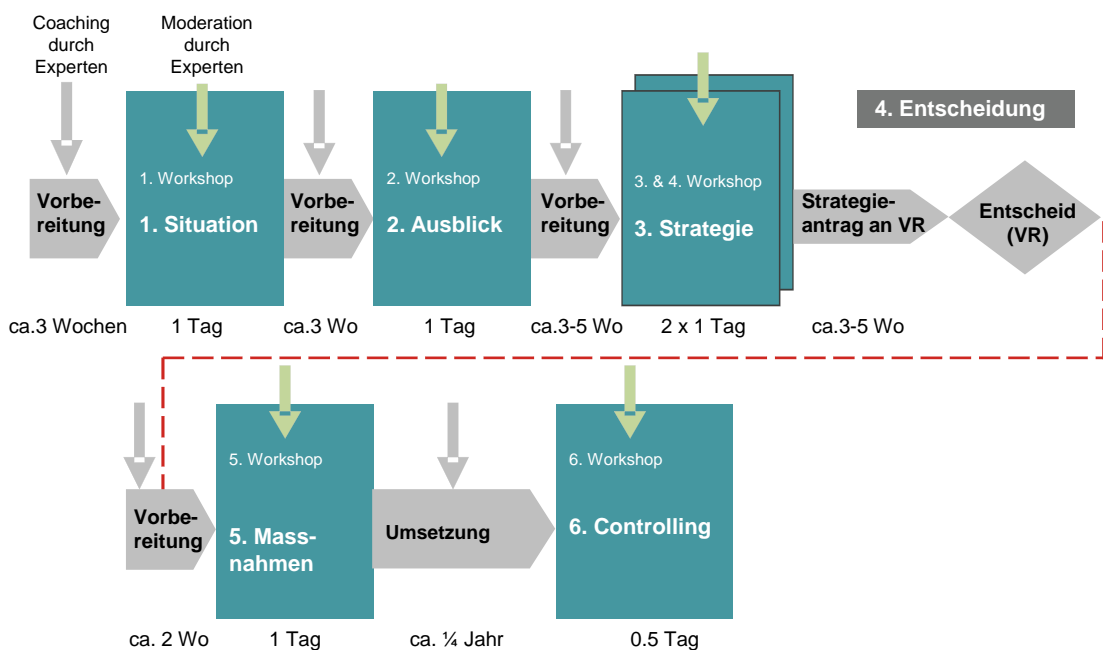 Coaching
durch
Experten
Moderation
durch
Experten
4. Entscheidung
Vorbe-
reitung
1. Workshop
1. Situation
Vorbe-
reitung
2. Workshop
2. Ausblick
Vorbe-
reitung
3. & 4. Workshop
3. Strategie
Strategie-
antrag an VR
Entscheid
(VR)
ca.3 Wochen
1 Tag
ca.3 Wo
1 Tag
ca.3-5 Wo
2 x 1 Tag
ca.3-5 Wo
Vorbe-
reitung
5. Workshop
5. Mass-
nahmen
Umsetzung
6. Workshop
6. Controlling
ca. 2 Wo
1 Tag
ca. ¼ Jahr
0.5 Tag